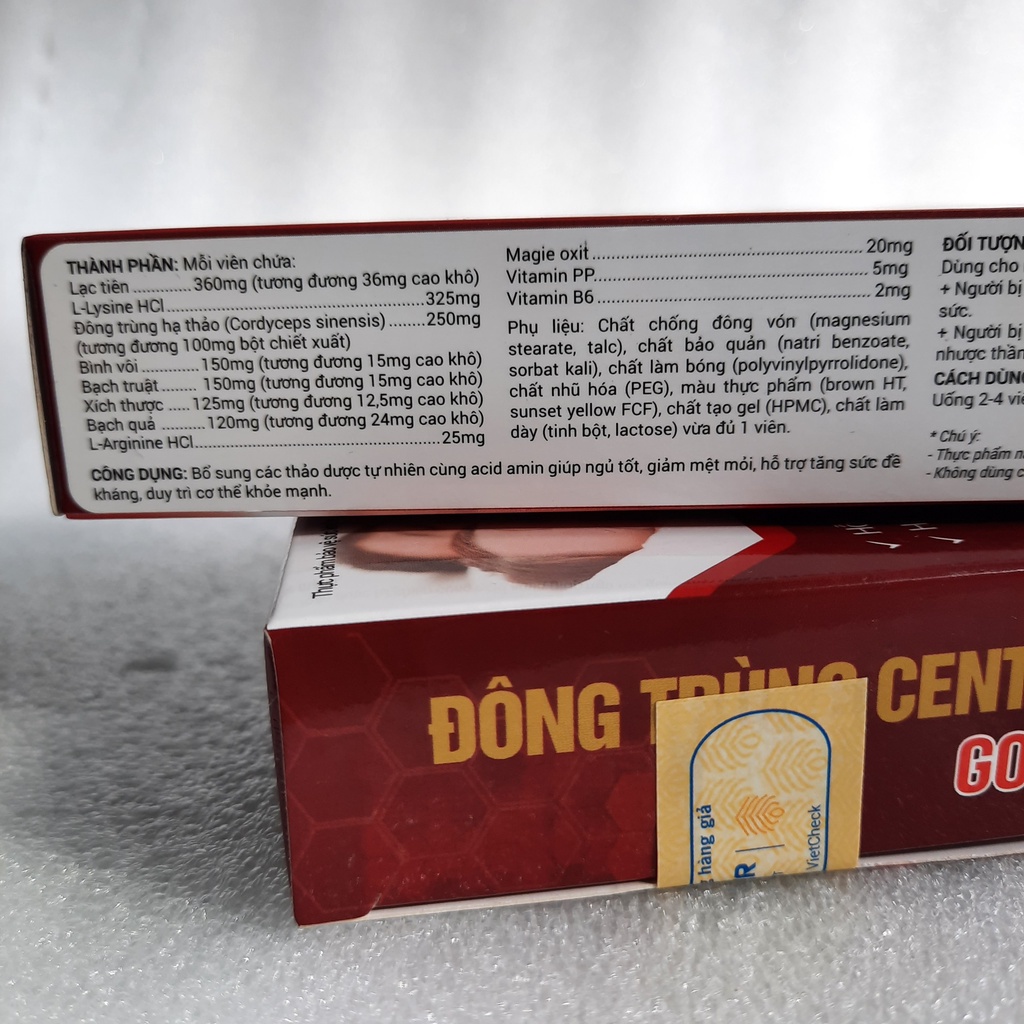 THÀNH PHẦN: Mỗi viên chứa:
Lạc tiên ............ 360mg (tương đương 36mg cao khô)
L-Lysine HCl ........................................................ 325mg
Đông trùng hạ thảo (Cordyceps sinensis) ........ 250mg
(tương đương 100mg bột chiết xuất)
Bình vôi ............ 150mg (tương đương 15mg cao khô)
Bạch truật ........ 150mg (tương đương 15mg cao khô)
Xích thược ..... 125mg (tương đương 12,5mg cao khô)
Bạch quả .......... 120mg (tương đương 24mg cao khô)
L-Arginine HCl ........................................................ 25mg
Magie oxit ........................................................ 20mg
Vitamin PP ........................................................ 5mg
Vitamin B6 ........................................................ 2mg
Phụ liệu: Chất chống đông vón (magnesium
stearate, talc), chất bảo quản (natri benzoate,
sorbat kali), chất làm bóng (polyvinylpyrrolidone),
chất nhũ hóa (PEG), màu thực phẩm (brown HT,
sunset yellow FCF), chất tạo gel (HPMC), chất làm
dày (tinh bột, lactose) vừa đủ 1 viên.
CÔNG DỤNG: Bổ sung các thảo dược tự nhiên cùng acid amin giúp ngủ tốt, giảm mệt mỏi, hỗ trợ tăng sức đề
kháng, duy trì cơ thể khỏe mạnh.
ĐỐI TƯỢN
Dùng cho
+ Người bị
sức.
+ Người bị
nhược thần
CÁCH DÙNG
Uống 2-4 viê
* Chú ý:
- Thực phẩm n
- Không dùng c
Thực phẩm bảo vệ sứ
ĐÔNG TRÙNG CENT
GO
hàng giả
R
VietCheck